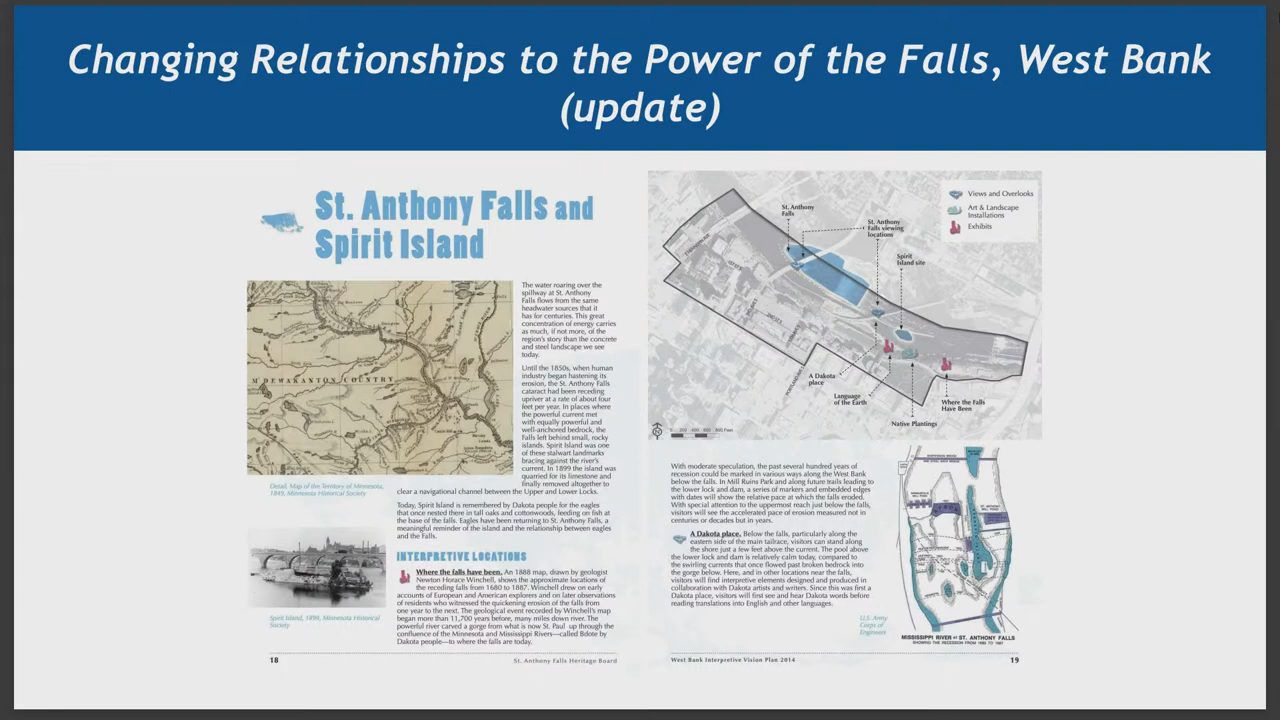 Changing Relationships to the Power of the Falls, West Bank
(update)
St. Anthony Falls and
Spirit Island
The water roaring over the
spillway at St. Anthony
Falls flows from the same
headwater sources that it
has for centuries. This great
concentration of energy carries
as much, if not more, of the
region's story than the concrete
and steel landscape we see
today.
Until the 1850s, when human
industry began hastening its
erosion, the St. Anthony Falls
cataract had been receding
upriver at a rate of about four
feet per year. In places where
the powerful current met
with equally powerful and
well-anchored bedrock, the
Falls left behind small, rocky
islands. Spirit Island was one
of these stalwart landmarks
bracing against the river's
current. In 1899 the island was
quarried for its limestone and
finally removed altogether to
clear a navigational channel between the Upper and Lower Locks.
M'DEWAKANTON COUNTRY
Detail, Map of the Territory of Minnesota,
1849, Minnesota Historical Society
Today, Spirit Island is remembered by Dakota people for the eagles
that once nested there in tall oaks and cottonwoods, feeding on fish at
the base of the falls. Eagles have been returning to St. Anthony Falls, a
meaningful reminder of the island and the relationship between eagles
and the Falls.
INTERPRETIVE LOCATIONS
Where the falls have been. An 1888 map, drawn by geologist
Newton Horace Winchell, shows the approximate locations of
the receding falls from 1680 to 1887. Winchell drew on early
accounts of European and American explorers and on later observations
of residents who witnessed the quickening erosion of the falls from
one year to the next. The geological event recorded by Winchell's map
began more than 11,700 years before, many miles down river. The
powerful river carved a gorge from what is now St. Paul up through the
confluence of the Minnesota and Mississippi Rivers—called Bdote by
Dakota people—to where the falls are today.
Spirit Island, 1899, Minnesota Historical
Society
18
St. Anthony Falls Heritage Board
Views and Overlooks
Art & Landscape
Installations
Exhibits
St. Anthony
Falls
St. Anthony
Falls viewing
locations
Spirit
Island site
A Dakota
place
Language
of the Earth
Where the Falls
Have Been
Native Plantings
With moderate speculation, the past several hundred years of
recession could be marked in various ways along the West Bank
below the falls. In Mill Ruins Park and along future trails leading to
the lower lock and dam, a series of markers and embedded edges
with dates will show the relative pace at which the falls eroded.
With special attention to the uppermost reach just below the falls,
visitors will see the accelerated pace of erosion measured not in
centuries or decades but in years.
A Dakota place. Below the falls, particularly along the
eastern side of the main tailrace, visitors can stand along
the shore just a few feet above the current. The pool above
the lower lock and dam is relatively calm today, compared to
the swirling currents that once flowed past broken bedrock into
the gorge below. Here, and in other locations near the falls,
visitors will find interpretive elements designed and produced in
collaboration with Dakota artists and writers. Since this was first a
Dakota place, visitors will first see and hear Dakota words before
reading translations into English and other languages.
U.S. Army
Corps of
Engineers
MISSISSIPPI RIVER AT ST. ANTHONY FALLS
SHOWING THE RECESSION FROM 1680 TO 1887
West Bank Interpretive Vision Plan 2014
19